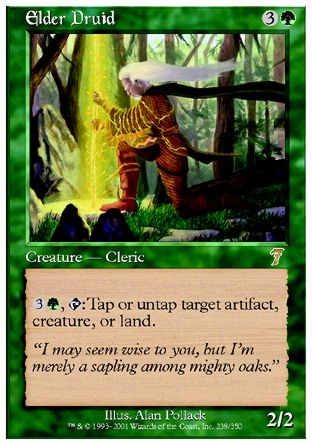 Elder Druid 3
Creature — Cleric 7
3, : Tap or untap target artifact,
creature, or land.
“I may seem wise to you, but I’m
merely a sapling among mighty oaks.”
Illus. Alan Pollack
™ & © 1993–2001 Wizards of the Coast, Inc. 238/350
2/2